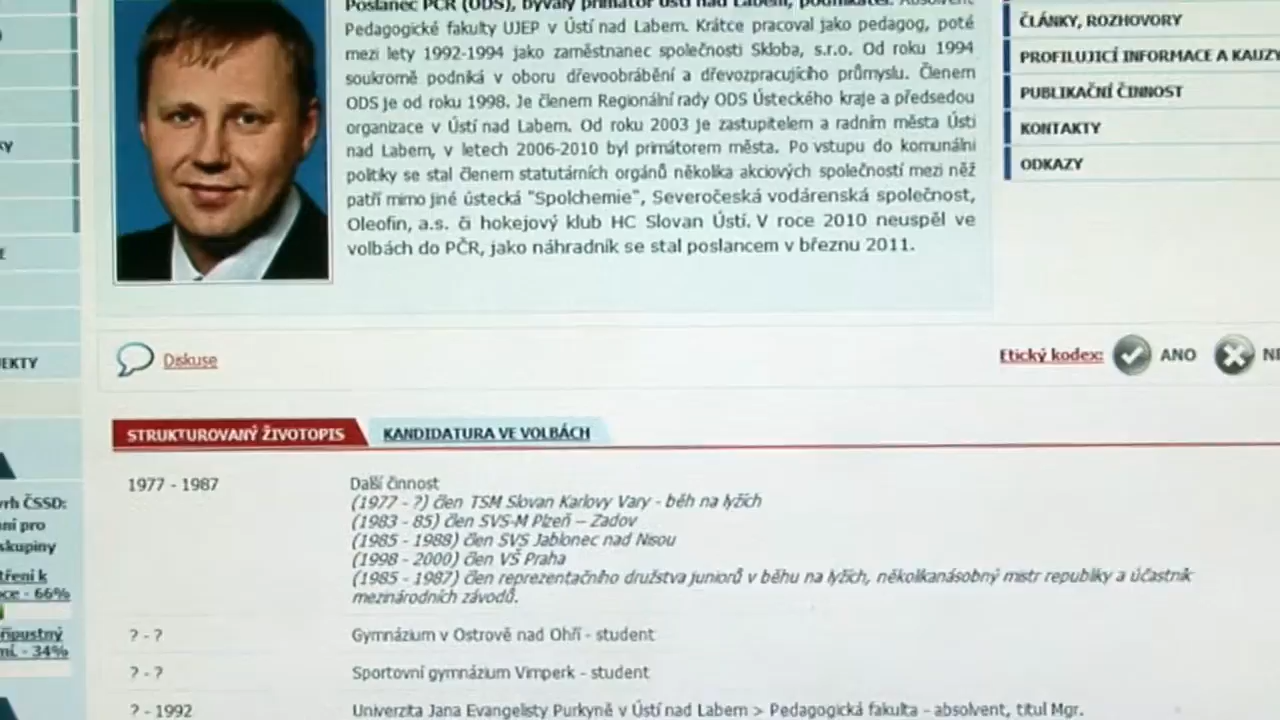 Poslanec PČR (ODS), bývalý primátor Ústí nad Labem, podnikatel. Absolvent
Pedagogické fakulty UJEP v Ústí nad Labem. Krátce pracoval jako pedagog, poté
mezi lety 1992-1994 jako zaměstnanec společnosti Skloba, s.r.o. Od roku 1994
soukromě podniká v oboru dřevoobrábění a dřevozpracujícího průmyslu. Členem
ODS je od roku 1998. Je členem Regionální rady ODS Ústeckého kraje a předsedou
organizace v Ústí nad Labem. Od roku 2003 je zastupitelem a radním města Ústí
nad Labem, v letech 2006-2010 byl primátorem města. Po vstupu do komunální
politiky se stal členem statutárních orgánů několika akciových společností mezi něž
patří mimo jiné ústecká "Spolchemie", Severočeská vodárenská společnost,
Oleofin, a.s. či hokejový klub HC Slovan Ústí. V roce 2010 neuspěl ve
volbách do PČR, jako náhradník se stal poslancem v březnu 2011.
ČLÁNKY, ROZHOVORY
PROFILUJICÍ INFORMACE A KAUZY
PUBLIKAČNÍ ČINNOST
KONTAKTY
ODKAZY
Diskuse
Etický kodex: ANO NE
STRUKTUROVANÝ ŽIVOTOPIS KANDIDATURA VE VOLBÁCH
1977 - 1987 Další činnost
(1977 - ?) člen TSM Slovan Karlovy Vary - běh na lyžích
(1983 - 85) člen SVS-M Plzeň – Zadov
(1985 - 1988) člen SVS Jablonec nad Nisou
(1998 - 2000) člen VŠ Praha
(1985 - 1987) člen reprezentačního družstva juniorů v běhu na lyžích, několikanásobný mistr republiky a účastník
mezinárodních závodů.
? - ? Gymnázium v Ostrově nad Ohří - student
? - ? Sportovní gymnázium Vimperk - student
? - 1992 Univerzita Jana Evangelisty Purkyně v Ústí nad Labem > Pedagogická fakulta - absolvent, titul Mgr.
JEKTY
ČSSD:
pro
skupiny
- 66%
- 34%